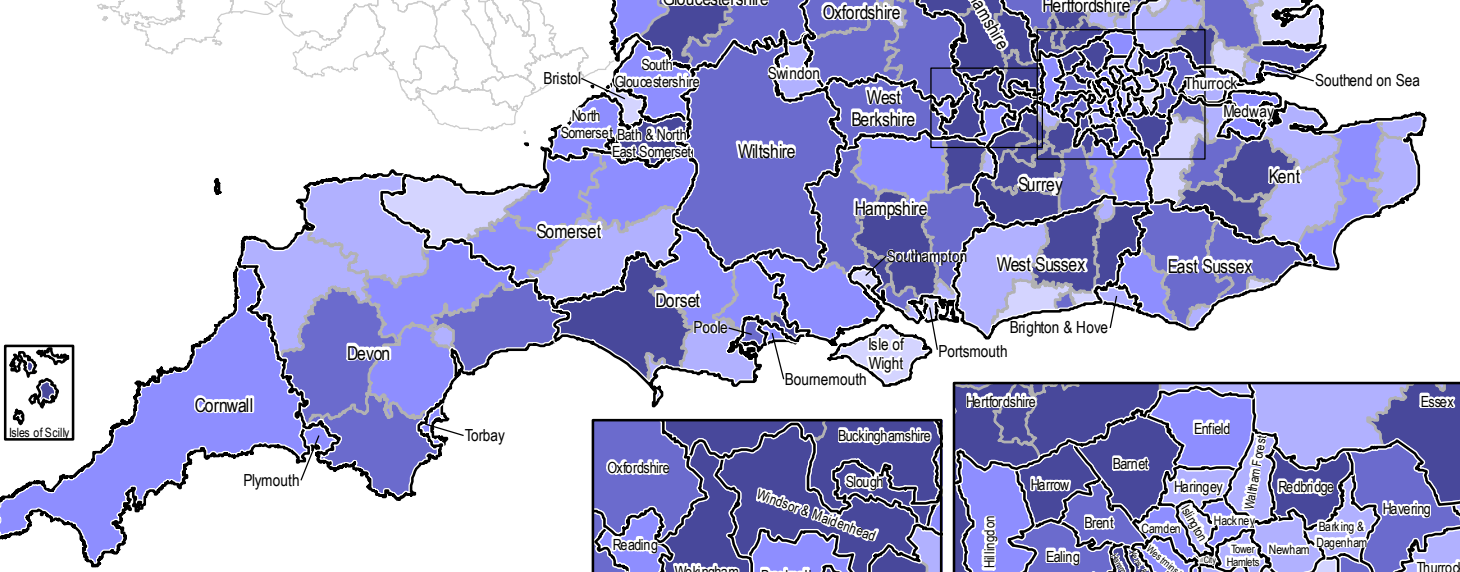 Gloucestershire
Oxfordshire
Hertfordshire
South
Gloucestershire
Bristol
Swindon
Thurrock
Southend on Sea
North
Somerset
Bath & North
East Somerset
West
Berkshire
Medway
Wiltshire
Surrey
Kent
Somerset
Hampshire
Southampton
West Sussex
East Sussex
Dorset
Poole
Brighton & Hove
Isle of
Wight
Portsmouth
Bournemouth
Devon
Cornwall
Isles of Scilly
Torbay
Plymouth
Oxfordshire
Buckinghamshire
Slough
Windsor & Maidenhead
Reading
Wokingham
Hertfordshire
Essex
Enfield
Barnet
Harrow
Haringey
Waltham Forest
Redbridge
Havering
Hillingdon
Brent
Camden
Islington
Hackney
Barking &
Dagenham
Ealing
City
Tower
Hamlets
Newham